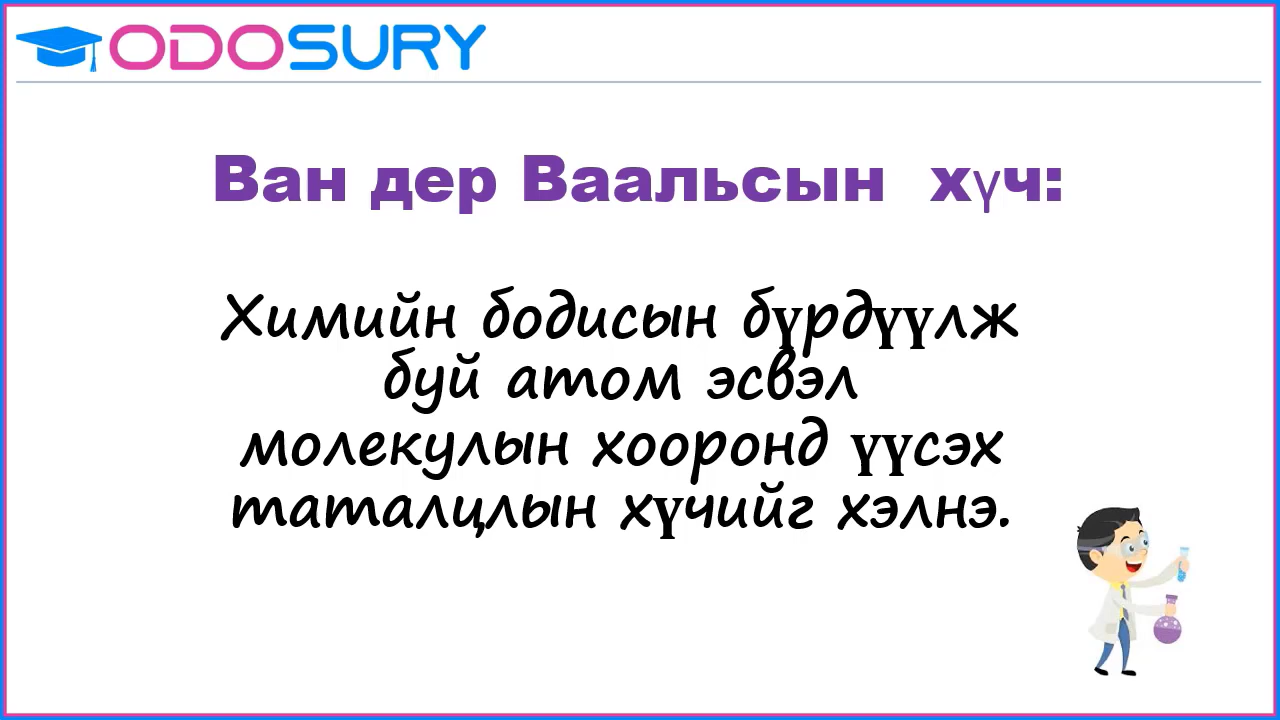 ODOSURY
Ван дер Ваальсын хүч:
Химийн бодисын бүрдүүлж
буй атом эсвэл
молекулын хооронд үүсэх
таталцлын хүчийг хэлнэ.